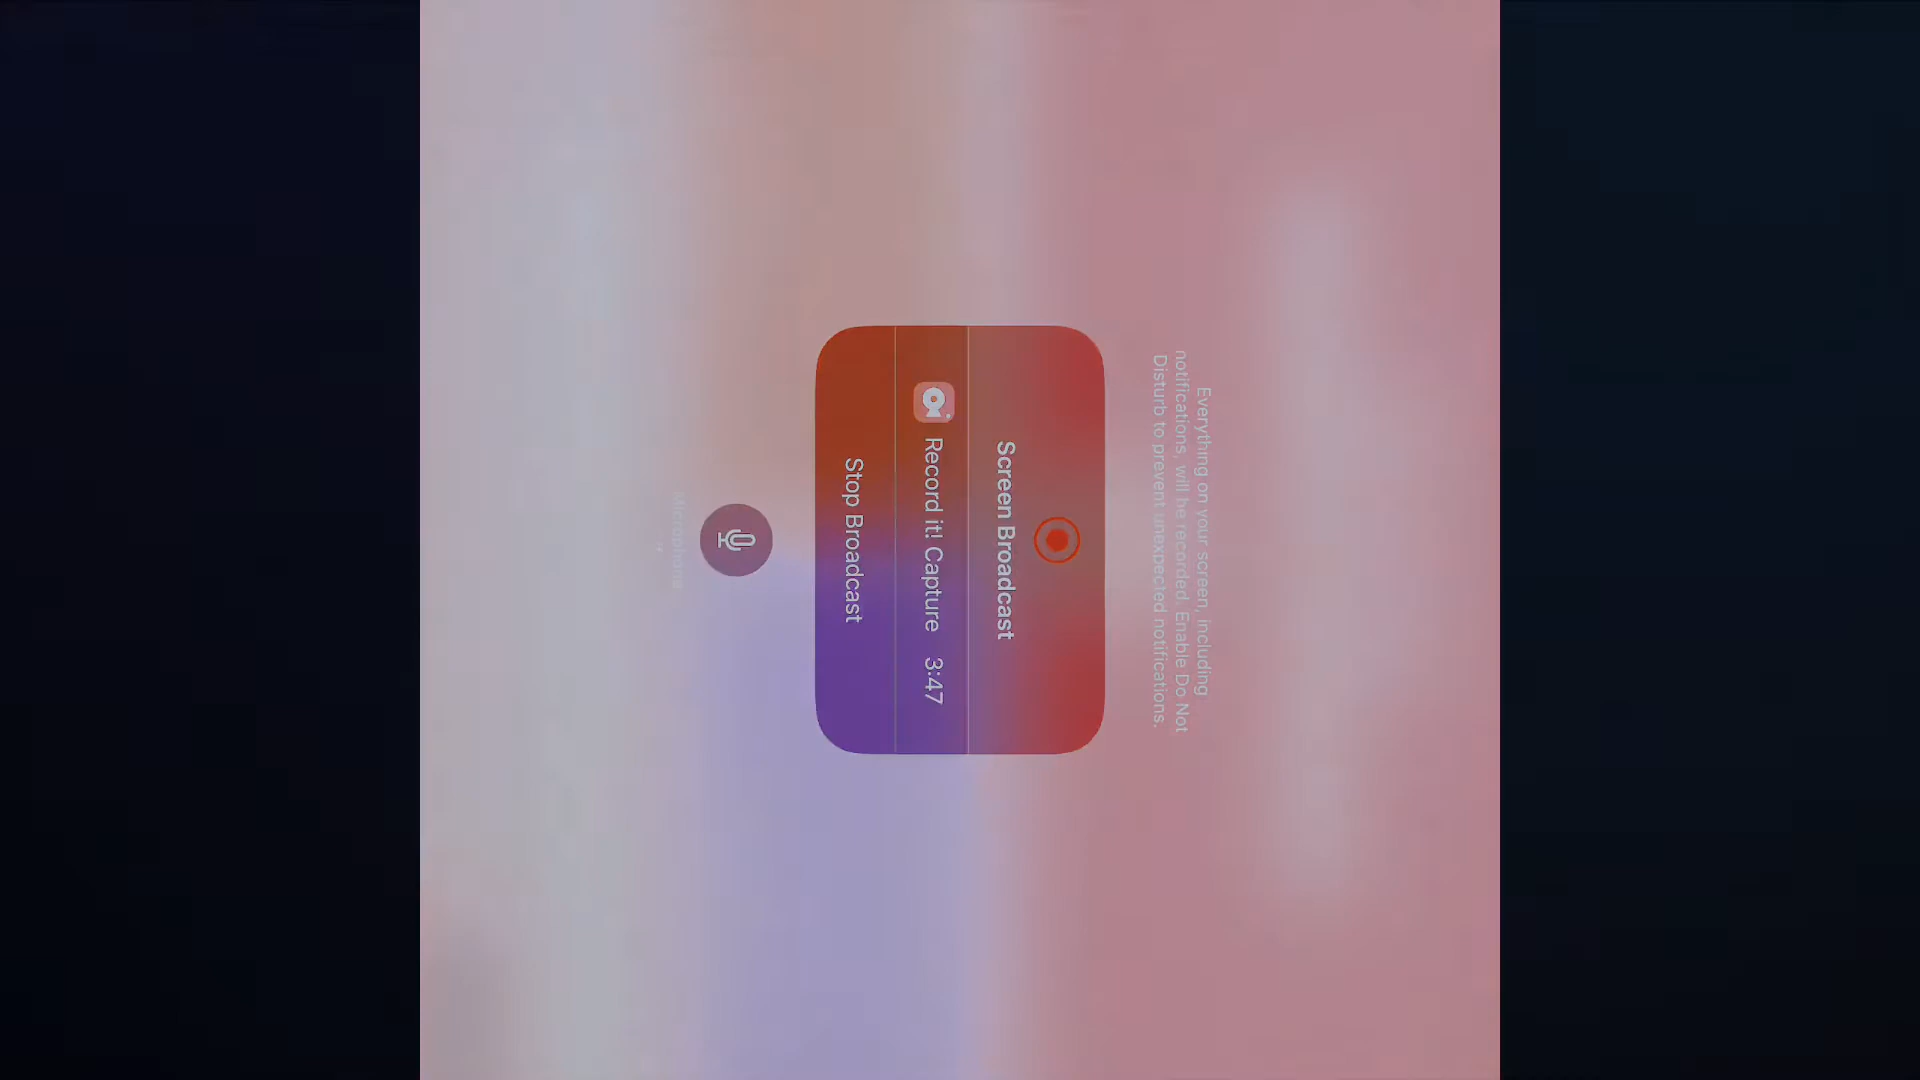 Everything on your screen, including
notifications, will be recorded. Enable Do Not
Disturb to prevent unexpected notifications.
Screen Broadcast
Record it! Capture 3:47
Stop Broadcast
Microphone